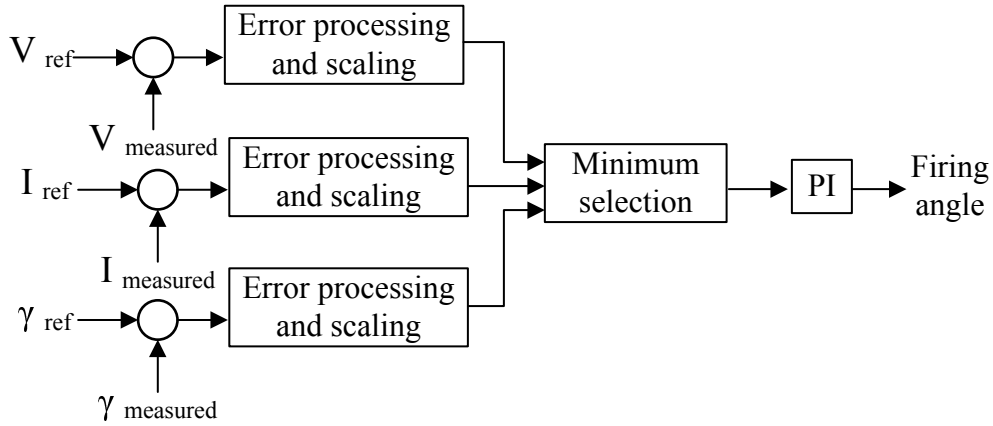 V ref
Error processing
and scaling
V measured
I ref
Error processing
and scaling
I measured
γ ref
Error processing
and scaling
γ measured
Minimum
selection
PI
Firing
angle